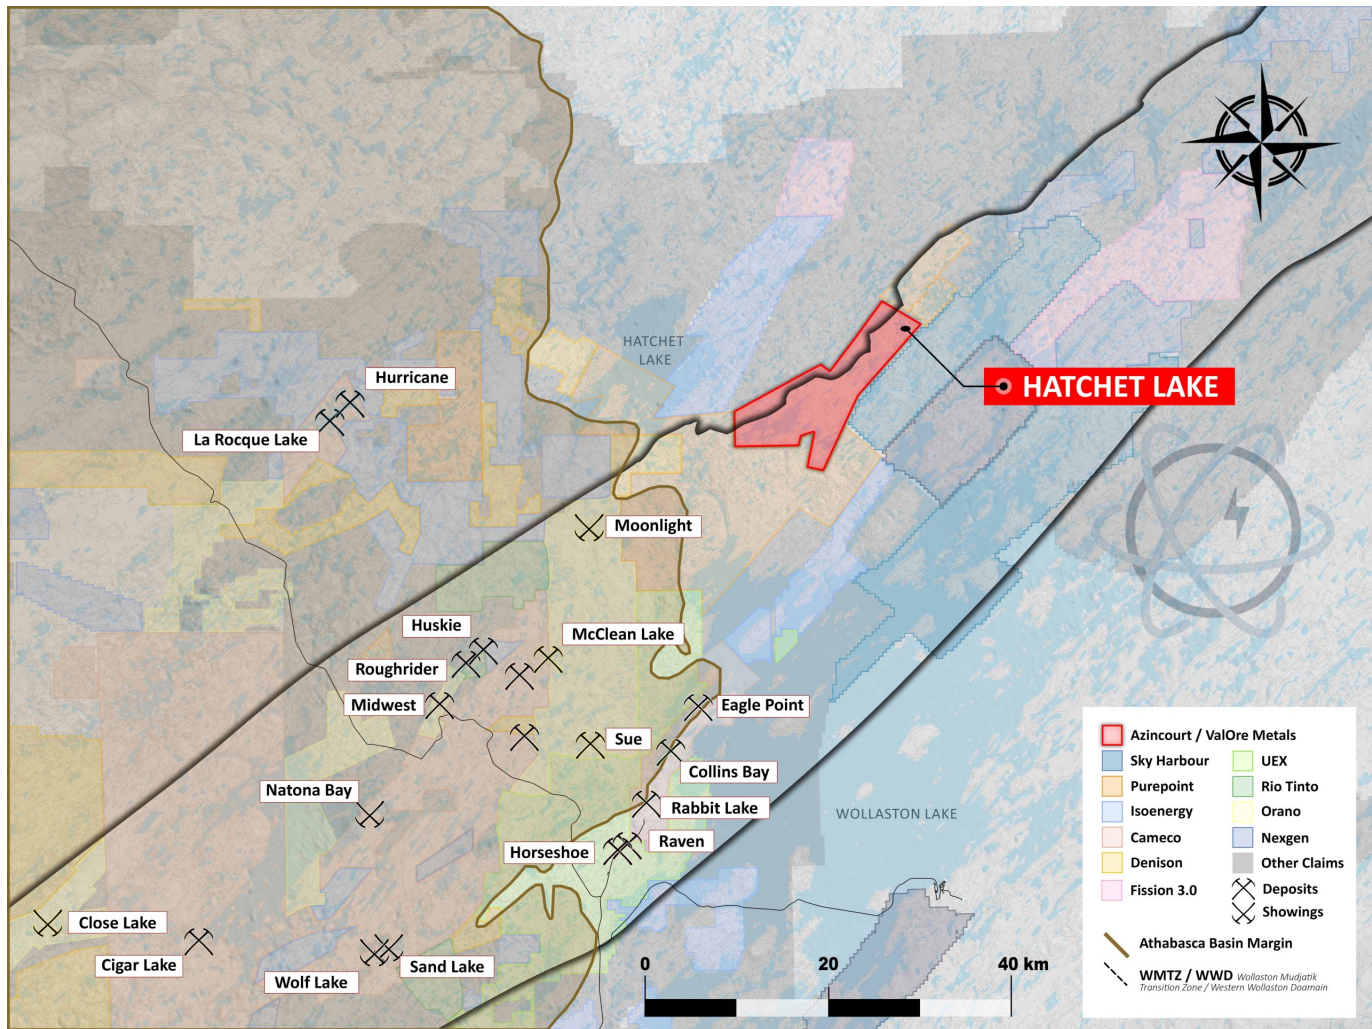 HATCHET
LAKE
HATCHET LAKE
Hurricane
La Rocque Lake
Moonlight
Huskie
McClean Lake
Roughrider
Midwest
Eagle Point
Sue
Collins Bay
Natona Bay
Rabbit Lake
WOLLASTON LAKE
Raven
Horseshoe
Close Lake
Cigar Lake
Wolf Lake
Sand Lake
0 20 40 km
Azincourt / ValOre Metals
Sky Harbour
UEX
Purepoint
Rio Tinto
Isoenergy
Orano
Cameco
Nexgen
Denison
Other Claims
Fission 3.0
Deposits
Showings
Athabasca Basin Margin
WMTZ / WWD Wollaston Mudjatik
Transition Zone / Western Wollaston Doamain